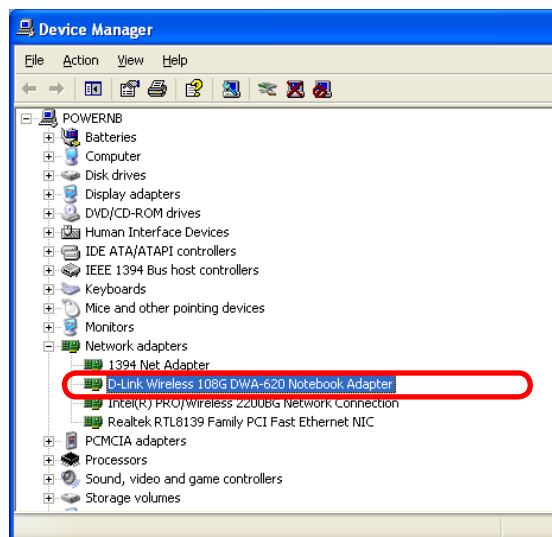 Device Manager
File Action View Help
POWERNB
Batteries
Computer
Disk drives
Display adapters
DVD/CD-ROM drives
Human Interface Devices
IDE ATA/ATAPI controllers
IEEE 1394 Bus host controllers
Keyboards
Mice and other pointing devices
Monitors
Network adapters
1394 Net Adapter
D-Link Wireless 108G DWA-620 Notebook Adapter
Intel(R) PRO/Wireless 2200BG Network Connection
Realtek RTL8139 Family PCI Fast Ethernet NIC
PCMCIA adapters
Processors
Sound, video and game controllers
Storage volumes